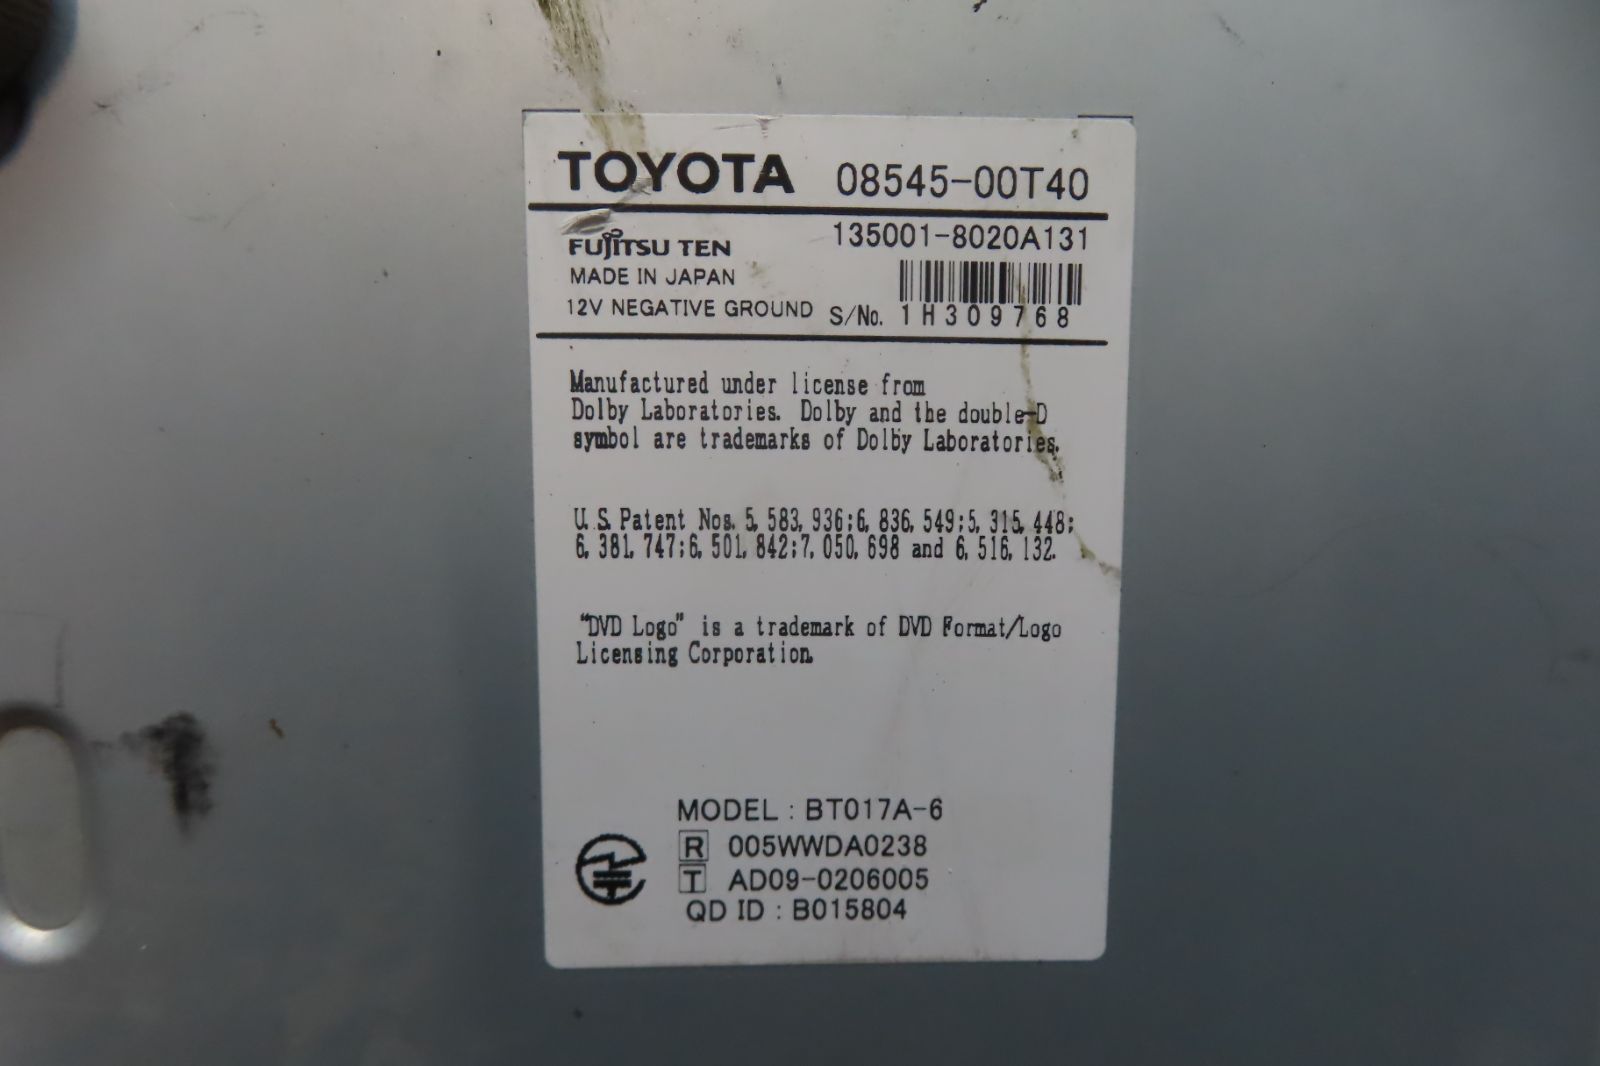 TOYOTA 08545-00T40
FUJITSU TEN 135001-8020A131
MADE IN JAPAN
12V NEGATIVE GROUND S/No. 1H309768
Manufactured under license from
Dolby Laboratories. Dolby and the double-D
symbol are trademarks of Dolby Laboratories.
U.S. Patent Nos. 5,583,936;6,836,549;5,315,448;
6,381,747;6,501,842;7,050,698 and 6,516,132.
"DVD Logo" is a trademark of DVD Format/Logo
Licensing Corporation.
MODEL : BT017A-6
R 005WWDA0238
T AD09-0206005
QD ID : B015804